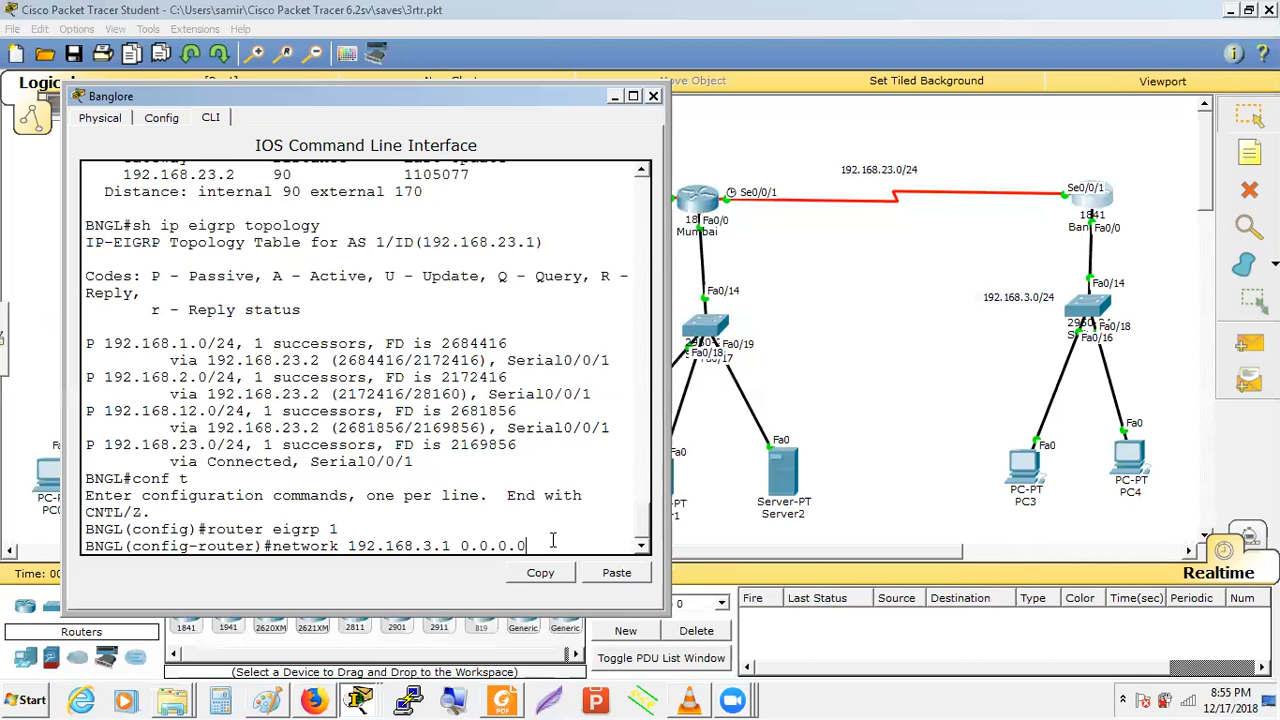 Cisco Packet Tracer Student - C:\Users\samir\Cisco Packet Tracer 6.2sv\saves\3rtr.pkt
File Edit Options View Tools Extensions Help
Logic
Move Object
Set Tiled Background
Viewport
Banglore
Physical Config CLI
IOS Command Line Interface
192.168.23.2 90 1105077
Distance: internal 90 external 170
BNGL#sh ip eigrp topology
IP-EIGRP Topology Table for AS 1/ID(192.168.23.1)
Codes: P - Passive, A - Active, U - Update, Q - Query, R -
Reply,
r - Reply status
P 192.168.1.0/24, 1 successors, FD is 2684416
via 192.168.23.2 (2684416/2172416), Serial0/0/1
P 192.168.2.0/24, 1 successors, FD is 2172416
via 192.168.23.2 (2172416/28160), Serial0/0/1
P 192.168.12.0/24, 1 successors, FD is 2681856
via 192.168.23.2 (2681856/2169856), Serial0/0/1
P 192.168.23.0/24, 1 successors, FD is 2169856
via Connected, Serial0/0/1
BNGL#conf t
Enter configuration commands, one per line. End with
CNTL/Z.
BNGL(config)#router eigrp 1
BNGL(config-router)#network 192.168.3.1 0.0.0.0
Copy Paste
192.168.23.0/24
Se0/0/1
Se0/0/1
18 Fa0/0
Mumbai
1841
Ban Fa0/0
Fa0/14
Fa0/14
192.168.3.0/24
Fa0/19
Fa0/18
Fa0/17
Fa0/18
Fa0/16
Fa0
Fa0
Fa0
Server-PT
Server2
PC-PT
PC3
PC-PT
PC4
Realtime
Routers
1841 1941 2620XM 2621XM 2811 2901 2911 819 Generic Generic
(Select a Device to Drag and Drop to the Workspace)
0
New Delete
Toggle PDU List Window
Fire Last Status Source Destination Type Color Time(sec) Periodic Num
Start
8:55 PM
12/17/2018